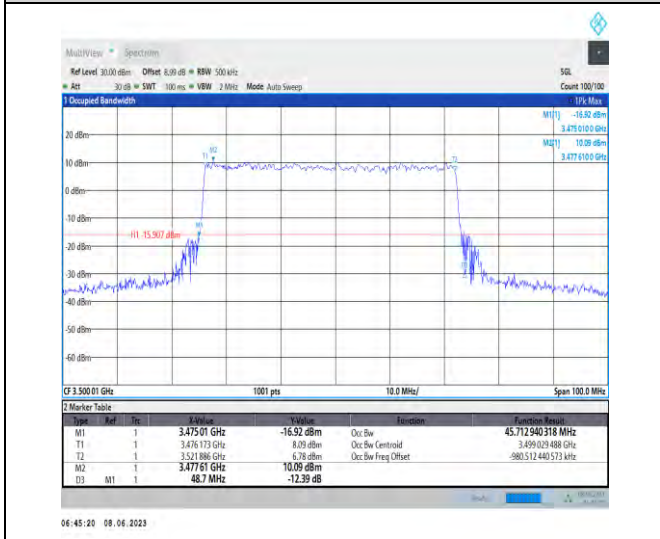 MultiView Spectrum
Ref Level 30.00 dBm Offset 8.99 dB RBW 500 kHz SGL
Att 30 dB SWT 100 ms VBW 2 MHz Mode Auto Sweep Count 100/100
1 Occupied Bandwidth 1Pk Max
M1[1] -16.92 dBm
3.475 010 0 GHz
M2[1] 10.09 dBm
3.477 610 0 GHz
20 dBm
M2
T1 T2
10 dBm
0 dBm
-10 dBm
M1
H1 -15.907 dBm
-20 dBm
-30 dBm
-40 dBm
-50 dBm
-60 dBm
CF 3.500 01 GHz 1001 pts 10.0 MHz/ Span 100.0 MHz
2 Marker Table
Type Ref Trc X-Value Y-Value Function Function Result
M1 1 3.475 01 GHz -16.92 dBm Occ Bw 45.712 940 318 MHz
T1 1 3.476 173 GHz 8.09 dBm Occ Bw Centroid 3.499 029 488 GHz
T2 1 3.521 886 GHz 6.78 dBm Occ Bw Freq Offset -980.512 440 573 kHz
M2 1 3.477 61 GHz 10.09 dBm
D3 M1 1 48.7 MHz -12.39 dB
06:45:20 08.06.2023